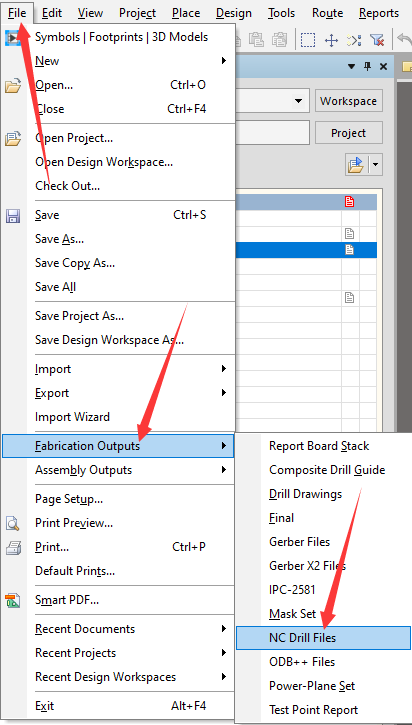 File Edit View Project Place Design Tools Route Reports
Symbols | Footprints | 3D Models
New
Open... Ctrl+O
Close Ctrl+F4
Workspace
Open Project...
Project
Open Design Workspace...
Check Out...
Save Ctrl+S
Save As...
Save Copy As...
Save All
Save Project As...
Save Design Workspace As...
Import
Export
Import Wizard
Fabrication Outputs
Assembly Outputs
Page Setup...
Print Preview...
Print... Ctrl+P
Default Prints...
Smart PDF...
Recent Documents
Recent Projects
Recent Design Workspaces
Exit Alt+F4
Report Board Stack
Composite Drill Guide
Drill Drawings
Final
Gerber Files
Gerber X2 Files
IPC-2581
Mask Set
NC Drill Files
ODB++ Files
Power-Plane Set
Test Point Report